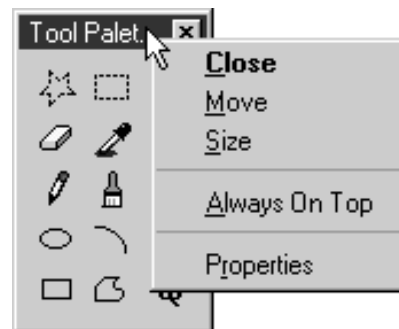 Tool Palet...
Close
Move
Size
Always On Top
Properties